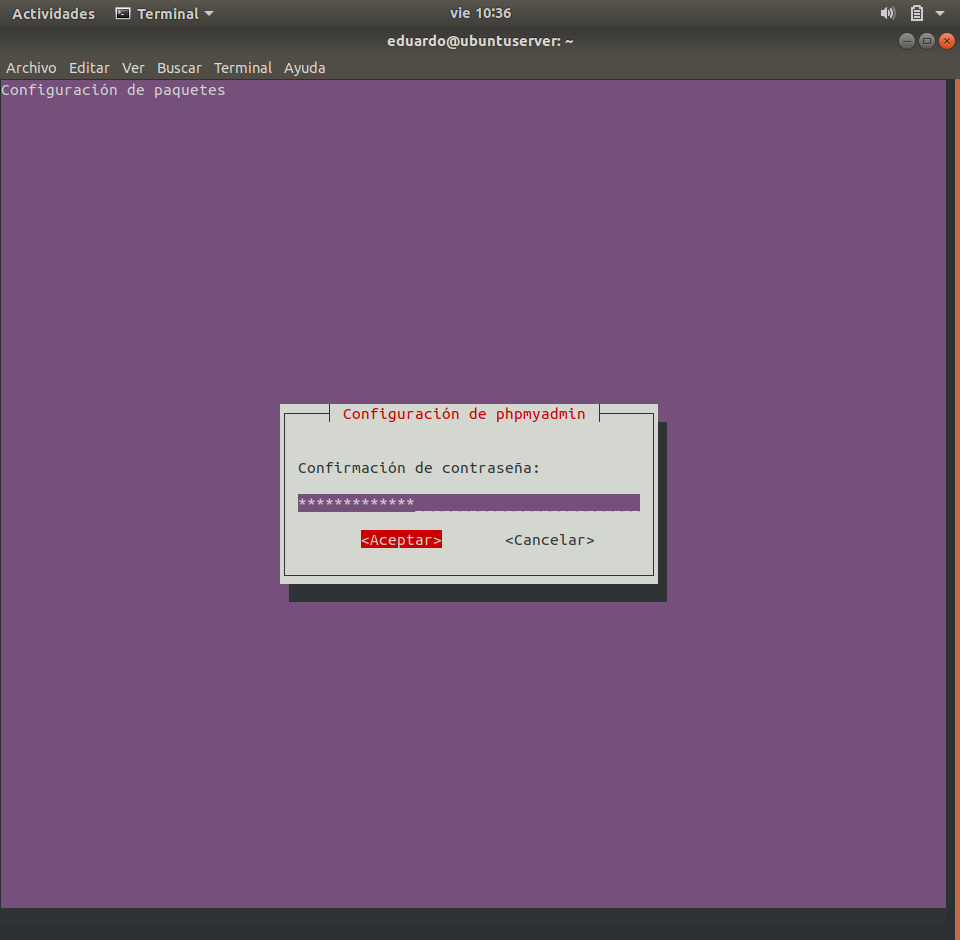 Actividades Terminal vie 10:36
eduardo@ubuntuserver: ~
Archivo Editar Ver Buscar Terminal Ayuda
Configuración de paquetes
Configuración de phpmyadmin
Confirmación de contraseña:
*************
<Aceptar> <Cancelar>